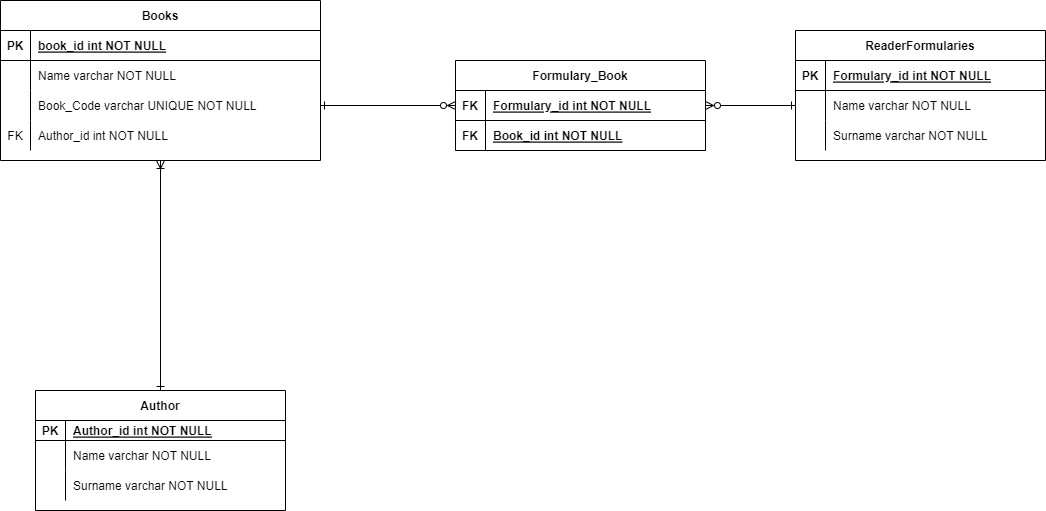 Books
PK book_id int NOT NULL
Name varchar NOT NULL
Book_Code varchar UNIQUE NOT NULL
FK Author_id int NOT NULL
Formulary_Book
FK Formulary_id int NOT NULL
FK Book_id int NOT NULL
ReaderFormularies
PK Formulary_id int NOT NULL
Name varchar NOT NULL
Surname varchar NOT NULL
Author
PK Author_id int NOT NULL
Name varchar NOT NULL
Surname varchar NOT NULL